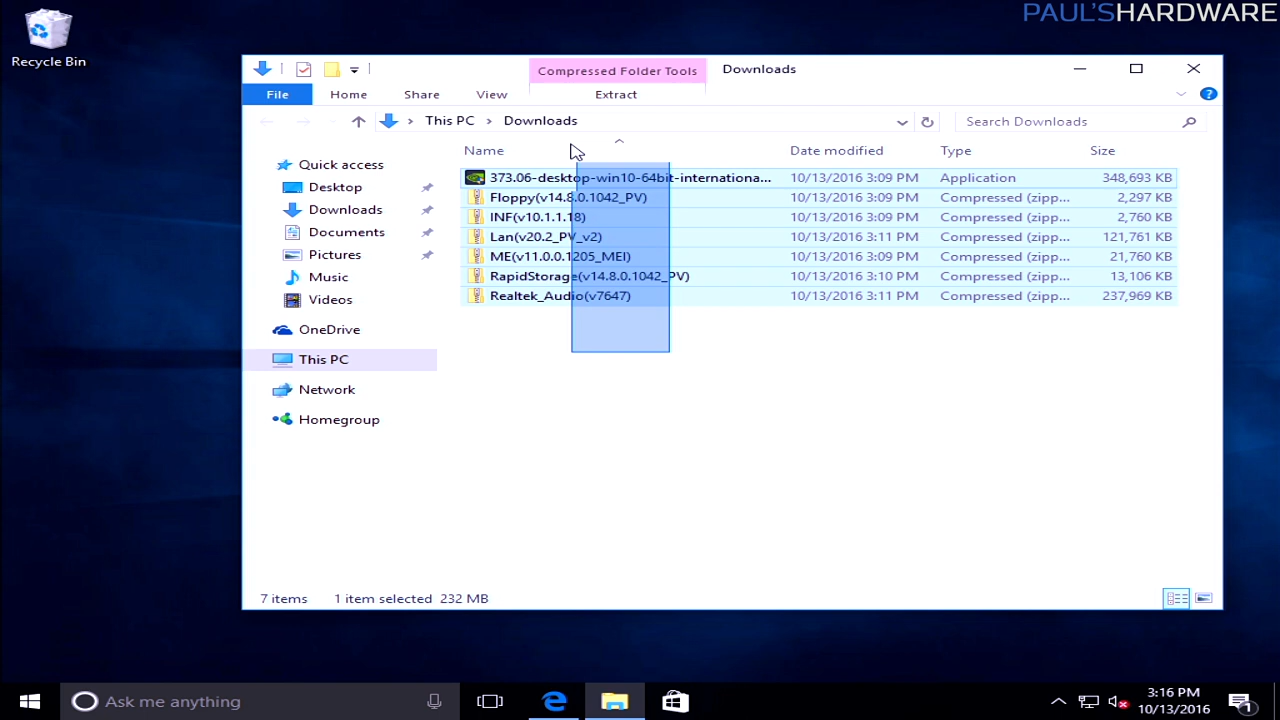 PAUL'SHARDWARE
Recycle Bin
Compressed Folder Tools
Downloads
File Home Share View Extract
This PC > Downloads
Search Downloads
Name Date modified Type Size
373.06-desktop-win10-64bit-internationa... 10/13/2016 3:09 PM Application 348,693 KB
Floppy(v14.8.0.1042_PV) 10/13/2016 3:09 PM Compressed (zipp... 2,297 KB
INF(v10.1.1.18) 10/13/2016 3:09 PM Compressed (zipp... 2,760 KB
Lan(v20.2_PV_v2) 10/13/2016 3:11 PM Compressed (zipp... 121,761 KB
ME(v11.0.0.1205_MEI) 10/13/2016 3:09 PM Compressed (zipp... 21,760 KB
RapidStorage(v14.8.0.1042_PV) 10/13/2016 3:10 PM Compressed (zipp... 13,106 KB
Realtek_Audio(v7647) 10/13/2016 3:11 PM Compressed (zipp... 237,969 KB
Quick access
Desktop
Downloads
Documents
Pictures
Music
Videos
OneDrive
This PC
Network
Homegroup
7 items 1 item selected 232 MB
Ask me anything
3:16 PM
10/13/2016
1